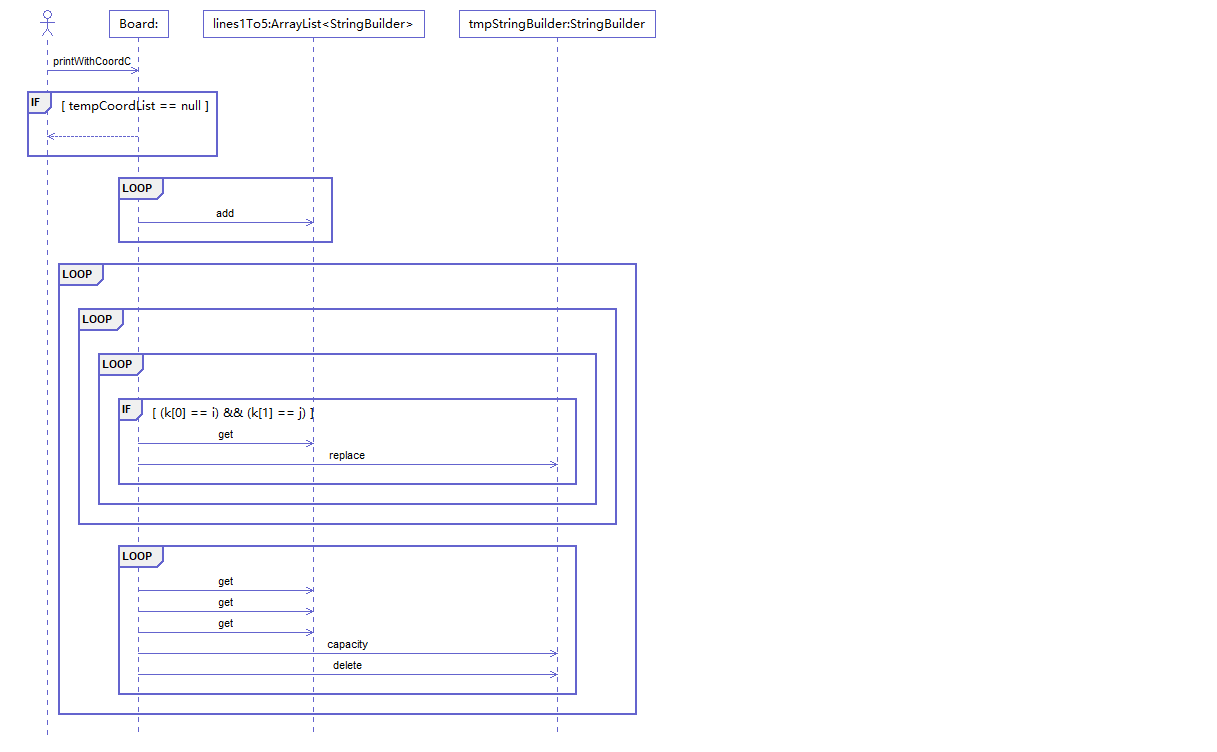 Board:
lines1To5:ArrayList<StringBuilder>
tmpStringBuilder:StringBuilder
printWithCoordC
IF
[ tempCoordList == null ]
LOOP
add
LOOP
LOOP
LOOP
IF
[ (k[0] == i) && (k[1] == j) ]
get
replace
LOOP
get
get
get
capacity
delete